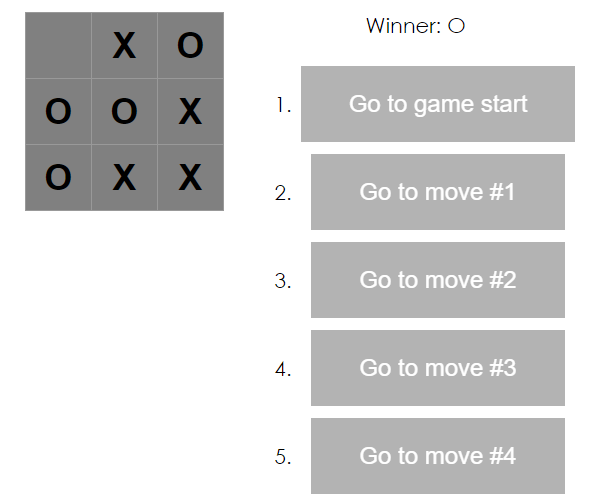 X O
O O X
O X X
Winner: O
1. Go to game start
2. Go to move #1
3. Go to move #2
4. Go to move #3
5. Go to move #4